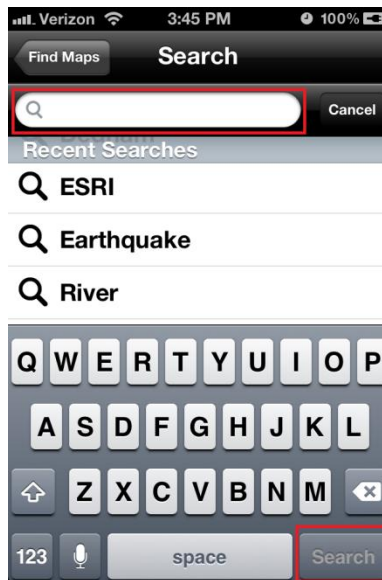 Verizon 3:45 PM 100%
Find Maps Search
Cancel
Recent Searches
ESRI
Earthquake
River
Q W E R T Y U I O P
A S D F G H J K L
Z X C V B N M
123 space Search